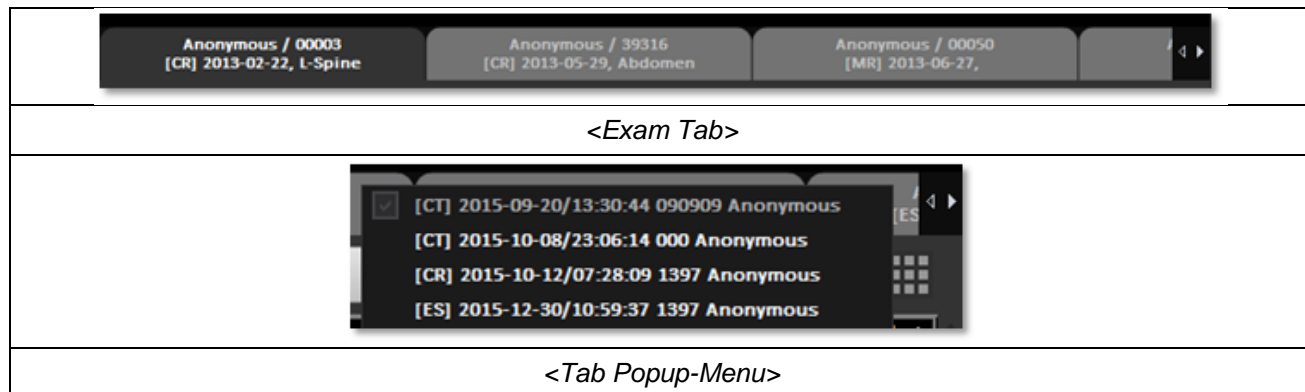 Anonymous / 00003
[CR] 2013-02-22, L-Spine
Anonymous / 39316
[CR] 2013-05-29, Abdomen
Anonymous / 00050
[MR] 2013-06-27,
<Exam Tab>
[CT] 2015-09-20/13:30:44 090909 Anonymous
[CT] 2015-10-08/23:06:14 000 Anonymous
[CR] 2015-10-12/07:28:09 1397 Anonymous
[ES] 2015-12-30/10:59:37 1397 Anonymous
[ES
<Tab Popup-Menu>